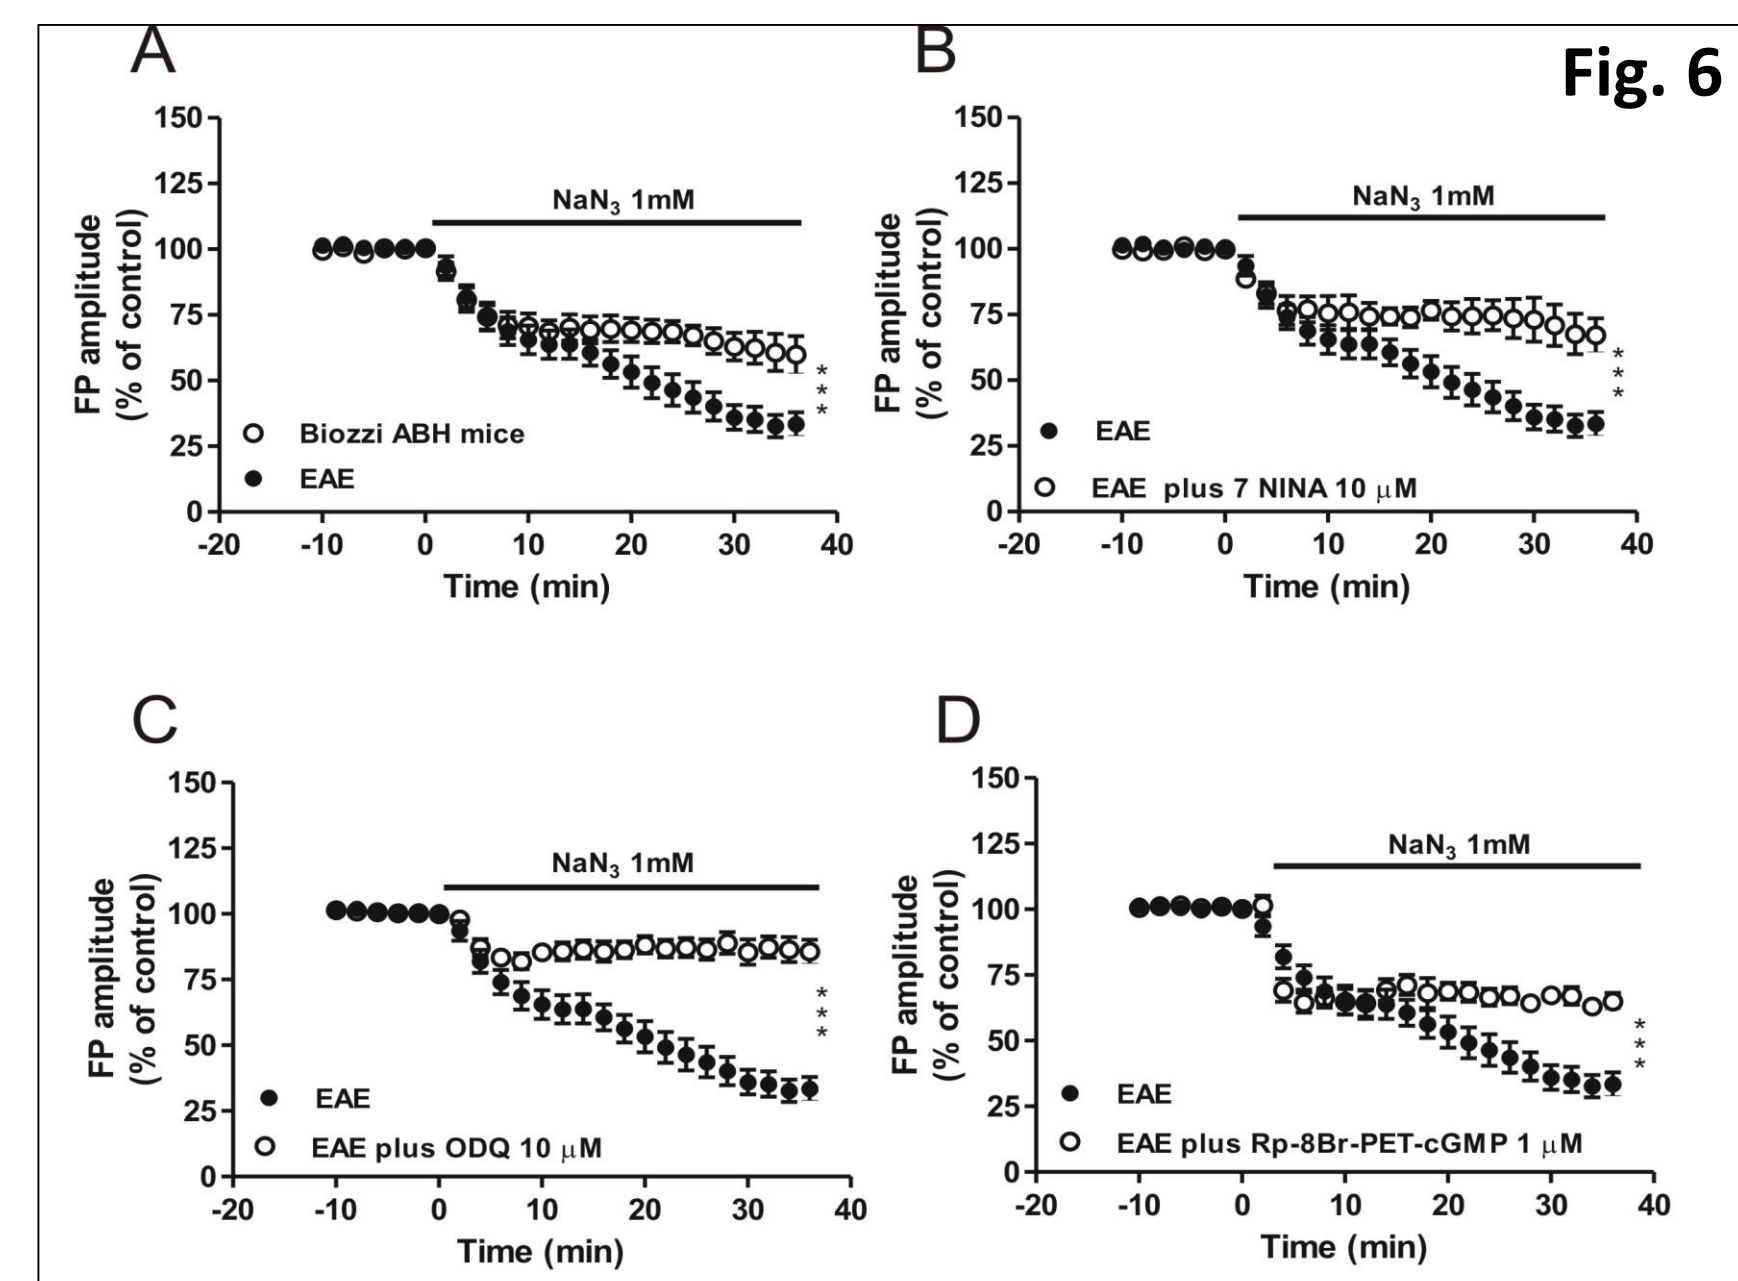 Fig. 6
A
150
125
100
75
50
25
0
FP amplitude
(% of control)
NaN3 1mM
Biozzi ABH mice
EAE
***
-20 -10 0 10 20 30 40
Time (min)
B
150
125
100
75
50
25
0
FP amplitude
(% of control)
NaN3 1mM
EAE
EAE plus 7 NINA 10 μM
***
-20 -10 0 10 20 30 40
Time (min)
C
150
125
100
75
50
25
0
FP amplitude
(% of control)
NaN3 1mM
EAE
EAE plus ODQ 10 μM
***
-20 -10 0 10 20 30 40
Time (min)
D
150
125
100
75
50
25
0
FP amplitude
(% of control)
NaN3 1mM
EAE
EAE plus Rp-8Br-PET-cGMP 1 μM
***
-20 -10 0 10 20 30 40
Time (min)